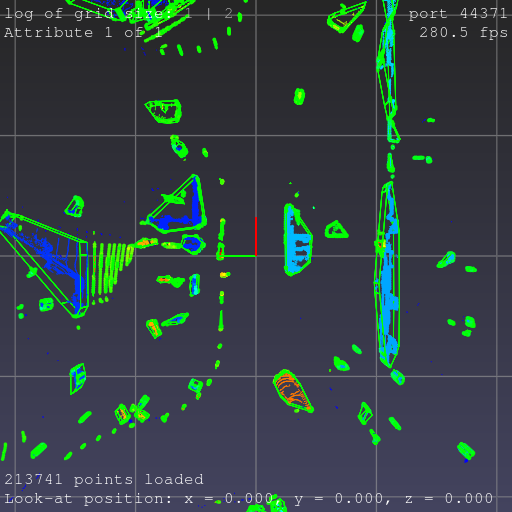 log of grid size: 1 | 2
port 44371
Attribute 1 of 1
280.5 fps
213741 points loaded
Look-at position: x = 0.000, y = 0.000, z = 0.000